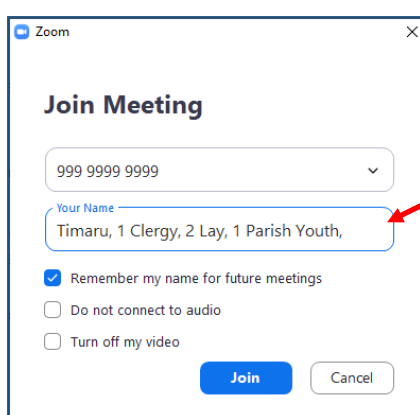 Zoom
Join Meeting
999 9999 9999
Your Name
Timaru, 1 Clergy, 2 Lay, 1 Parish Youth,
Remember my name for future meetings
Do not connect to audio
Turn off my video
Join Cancel